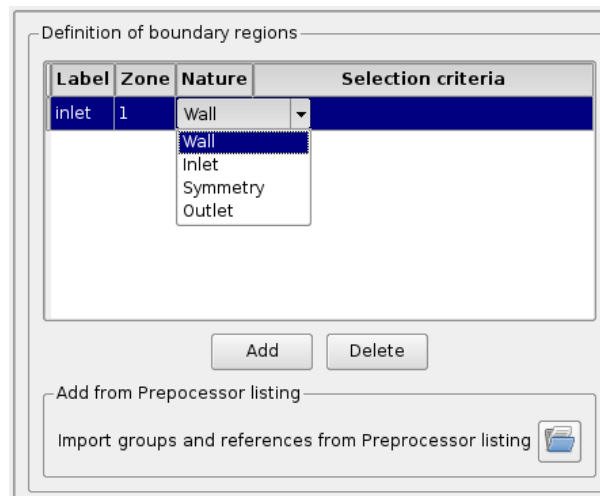 Definition of boundary regions
Label Zone Nature Selection criteria
inlet 1 Wall
Wall
Inlet
Symmetry
Outlet
Add Delete
Add from Prepocessor listing
Import groups and references from Preprocessor listing